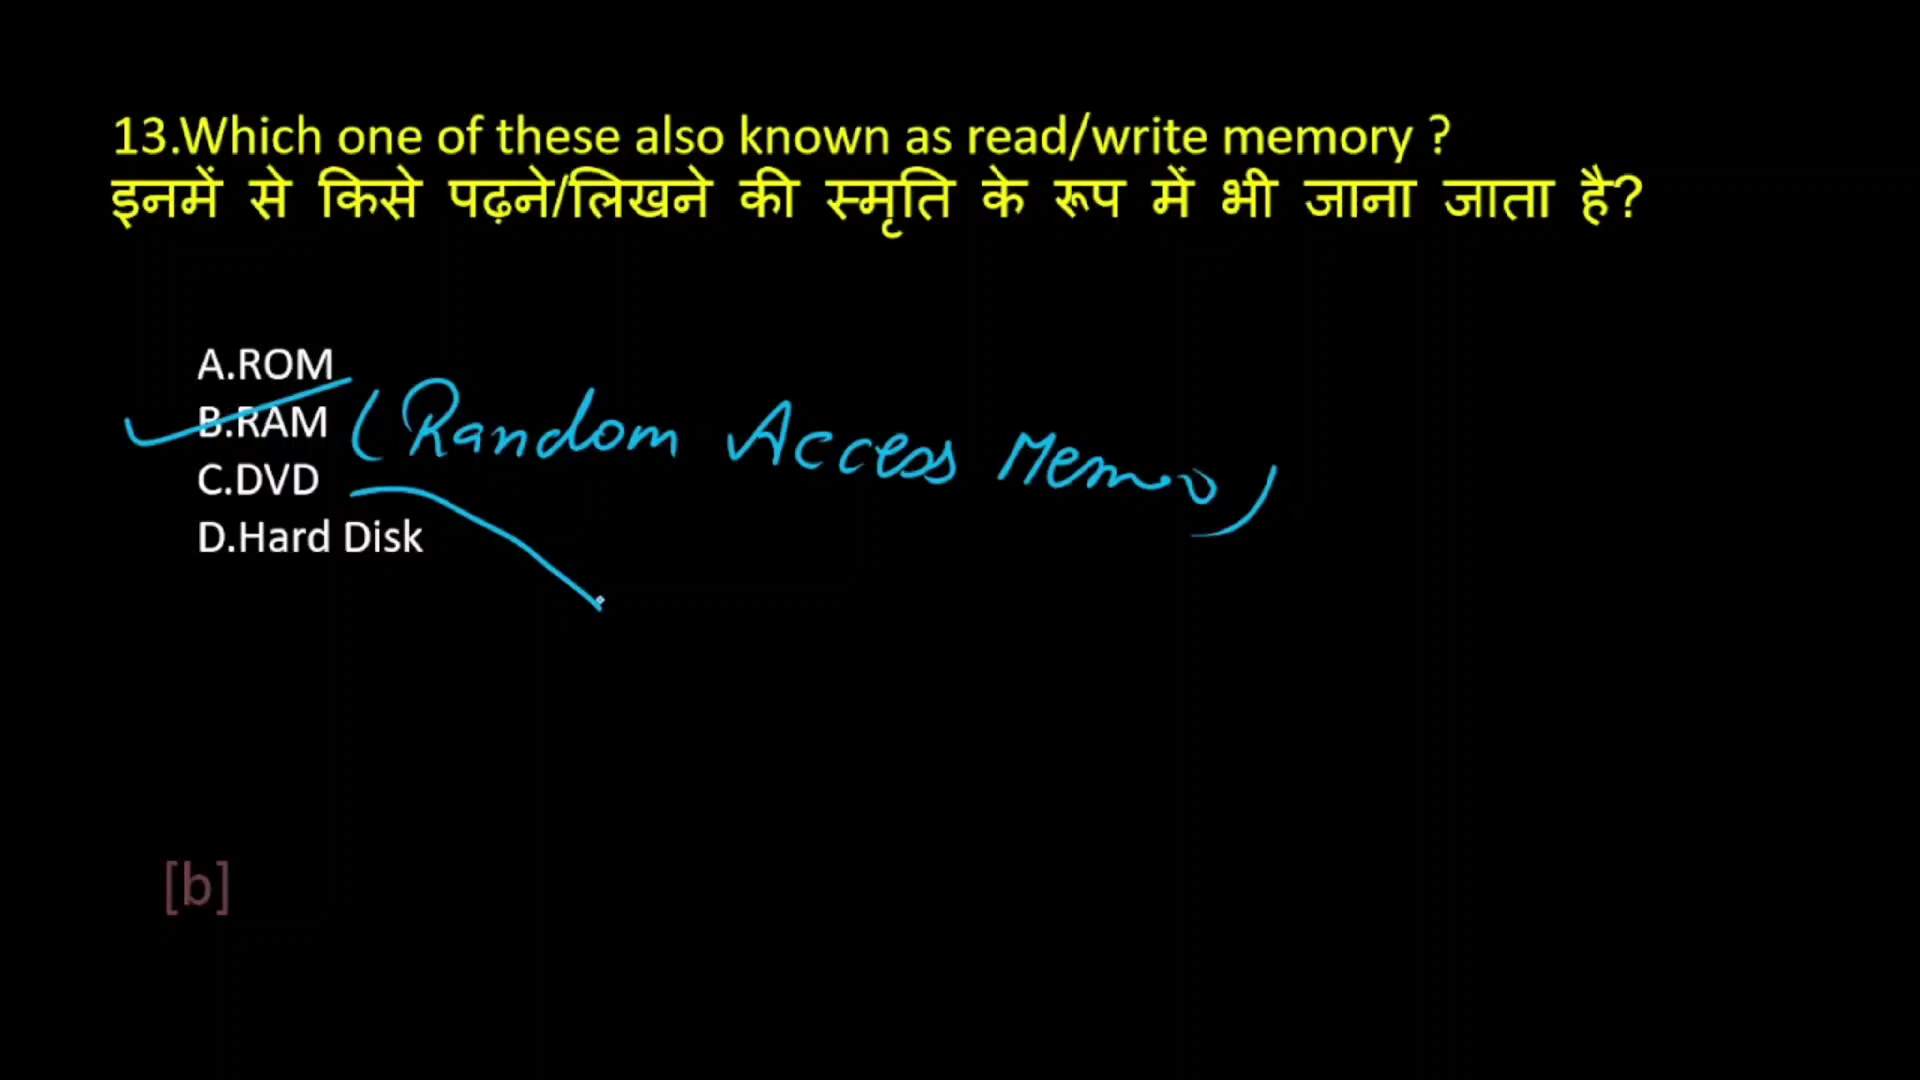 13.Which one of these also known as read/write memory ?
इनमें से किसे पढ़ने/लिखने की स्मृति के रूप में भी जाना जाता है?
A.ROM
B.RAM (Random Access Memo)
C.DVD
D.Hard Disk
[b]